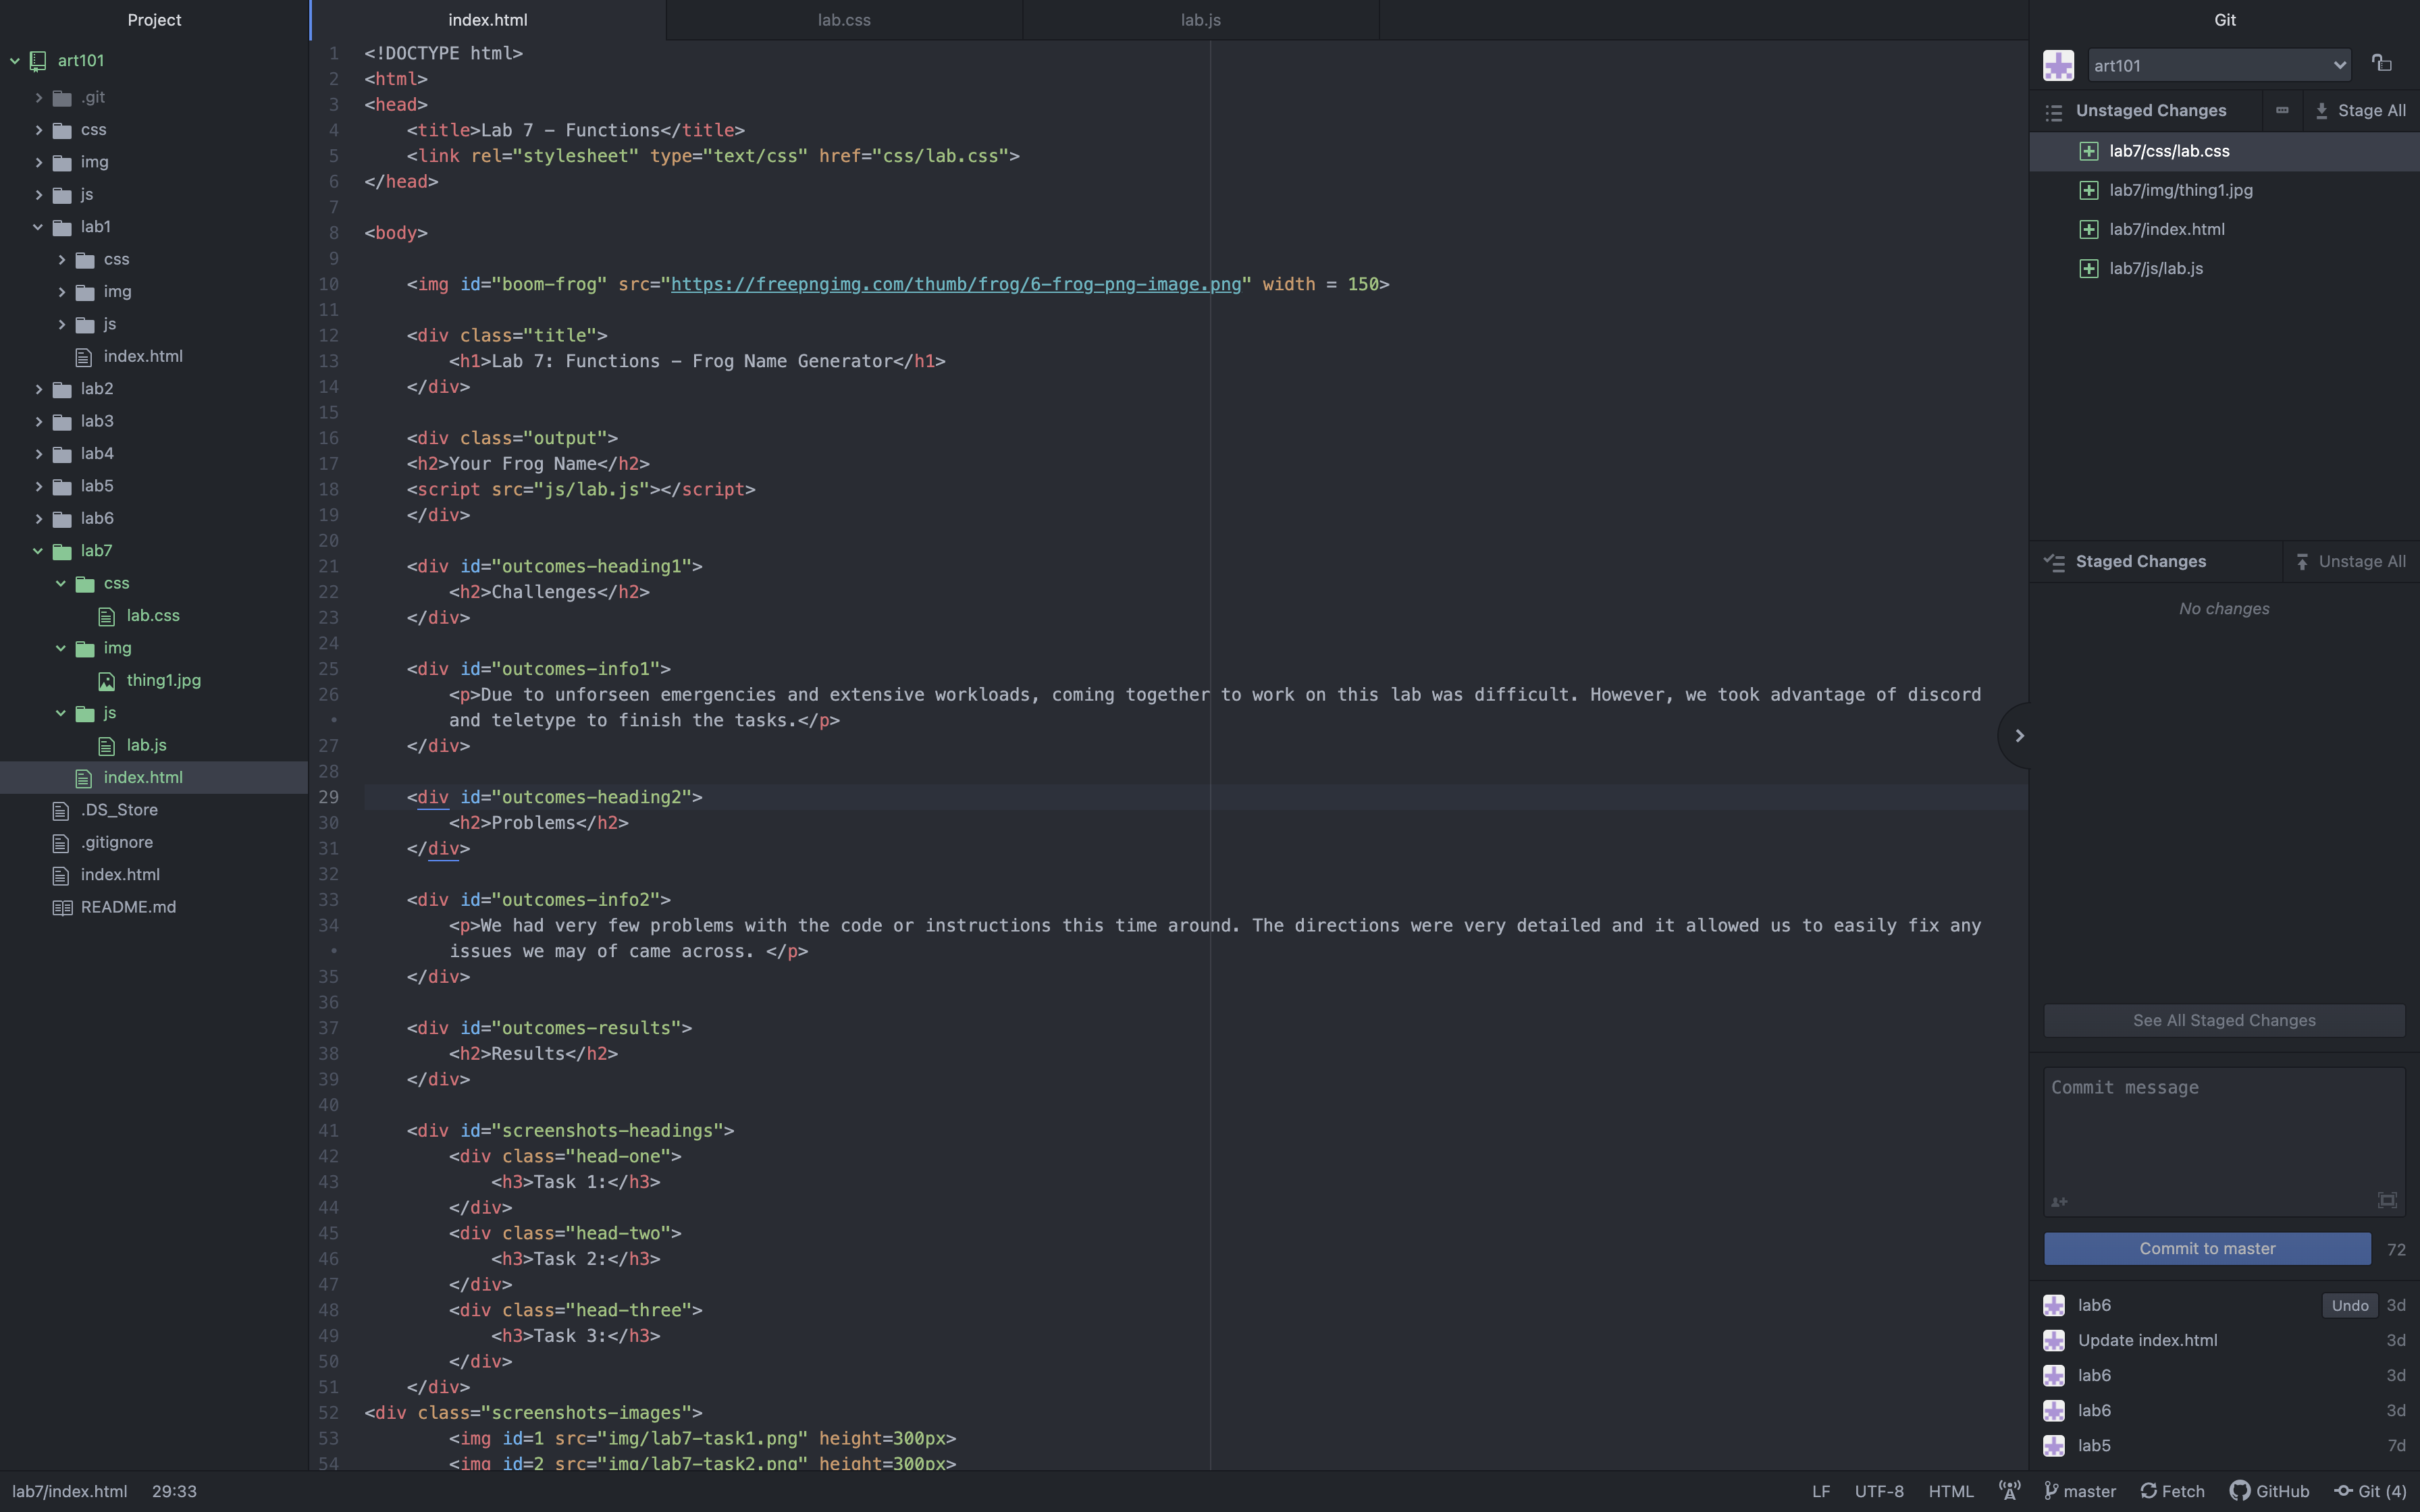 Project
art101
.git
css
img
js
lab1
css
img
js
index.html
lab2
lab3
lab4
lab5
lab6
lab7
css
lab.css
img
thing1.jpg
js
lab.js
index.html
.DS_Store
.gitignore
index.html
README.md
index.html
lab.css
lab.js
1 <!DOCTYPE html>
2 <html>
3 <head>
4 <title>Lab 7 - Functions</title>
5 <link rel="stylesheet" type="text/css" href="css/lab.css">
6 </head>
7
8 <body>
9
10 <img id="boom-frog" src="https://freepngimg.com/thumb/frog/6-frog-png-image.png" width = 150>
11
12 <div class="title">
13 <h1>Lab 7: Functions - Frog Name Generator</h1>
14 </div>
15
16 <div class="output">
17 <h2>Your Frog Name</h2>
18 <script src="js/lab.js"></script>
19 </div>
20
21 <div id="outcomes-heading1">
22 <h2>Challenges</h2>
23 </div>
24
25 <div id="outcomes-info1">
26 <p>Due to unforseen emergencies and extensive workloads, coming together to work on this lab was difficult. However, we took advantage of discord
• and teletype to finish the tasks.</p>
27 </div>
28
29 <div id="outcomes-heading2">
30 <h2>Problems</h2>
31 </div>
32
33 <div id="outcomes-info2">
34 <p>We had very few problems with the code or instructions this time around. The directions were very detailed and it allowed us to easily fix any
• issues we may of came across. </p>
35 </div>
36
37 <div id="outcomes-results">
38 <h2>Results</h2>
39 </div>
40
41 <div id="screenshots-headings">
42 <div class="head-one">
43 <h3>Task 1:</h3>
44 </div>
45 <div class="head-two">
46 <h3>Task 2:</h3>
47 </div>
48 <div class="head-three">
49 <h3>Task 3:</h3>
50 </div>
51 </div>
52 <div class="screenshots-images">
53 <img id=1 src="img/lab7-task1.png" height=300px>
54 <img id=2 src="img/lab7-task2.png" height=300px>
Git
art101
Unstaged Changes
Stage All
lab7/css/lab.css
lab7/img/thing1.jpg
lab7/index.html
lab7/js/lab.js
Staged Changes
Unstage All
No changes
See All Staged Changes
Commit message
Commit to master 72
lab6 Undo 3d
Update index.html 3d
lab6 3d
lab6 3d
lab5 7d
lab7/index.html 29:33 LF UTF-8 HTML master Fetch GitHub Git (4)